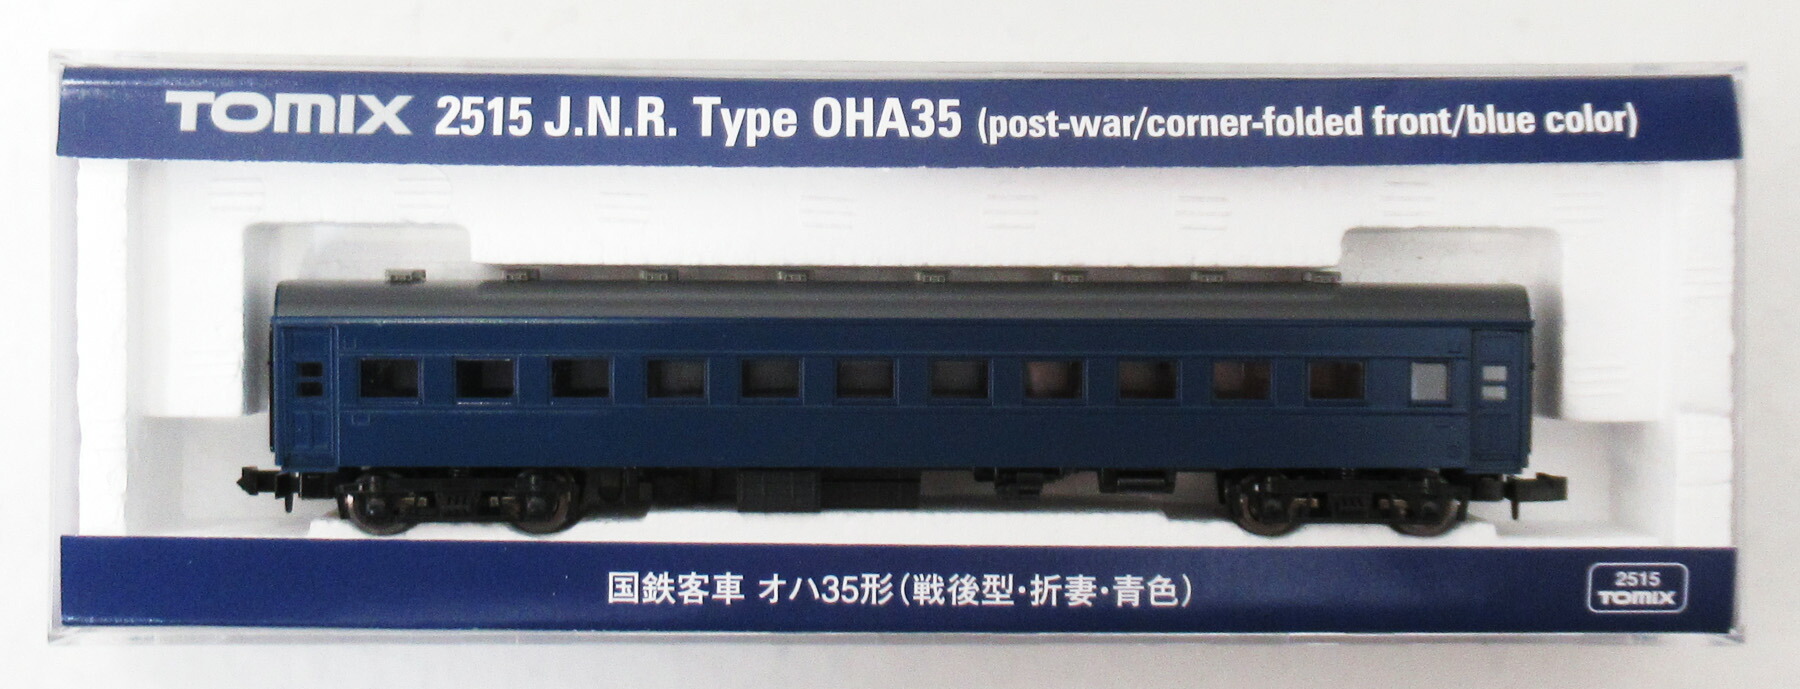 TOMIX 2515 J.N.R. Type OHA35 (post-war/corner-folded front/blue color)
国鉄客車 オハ35形(戦後型・折妻・青色)
2515
TOMIX